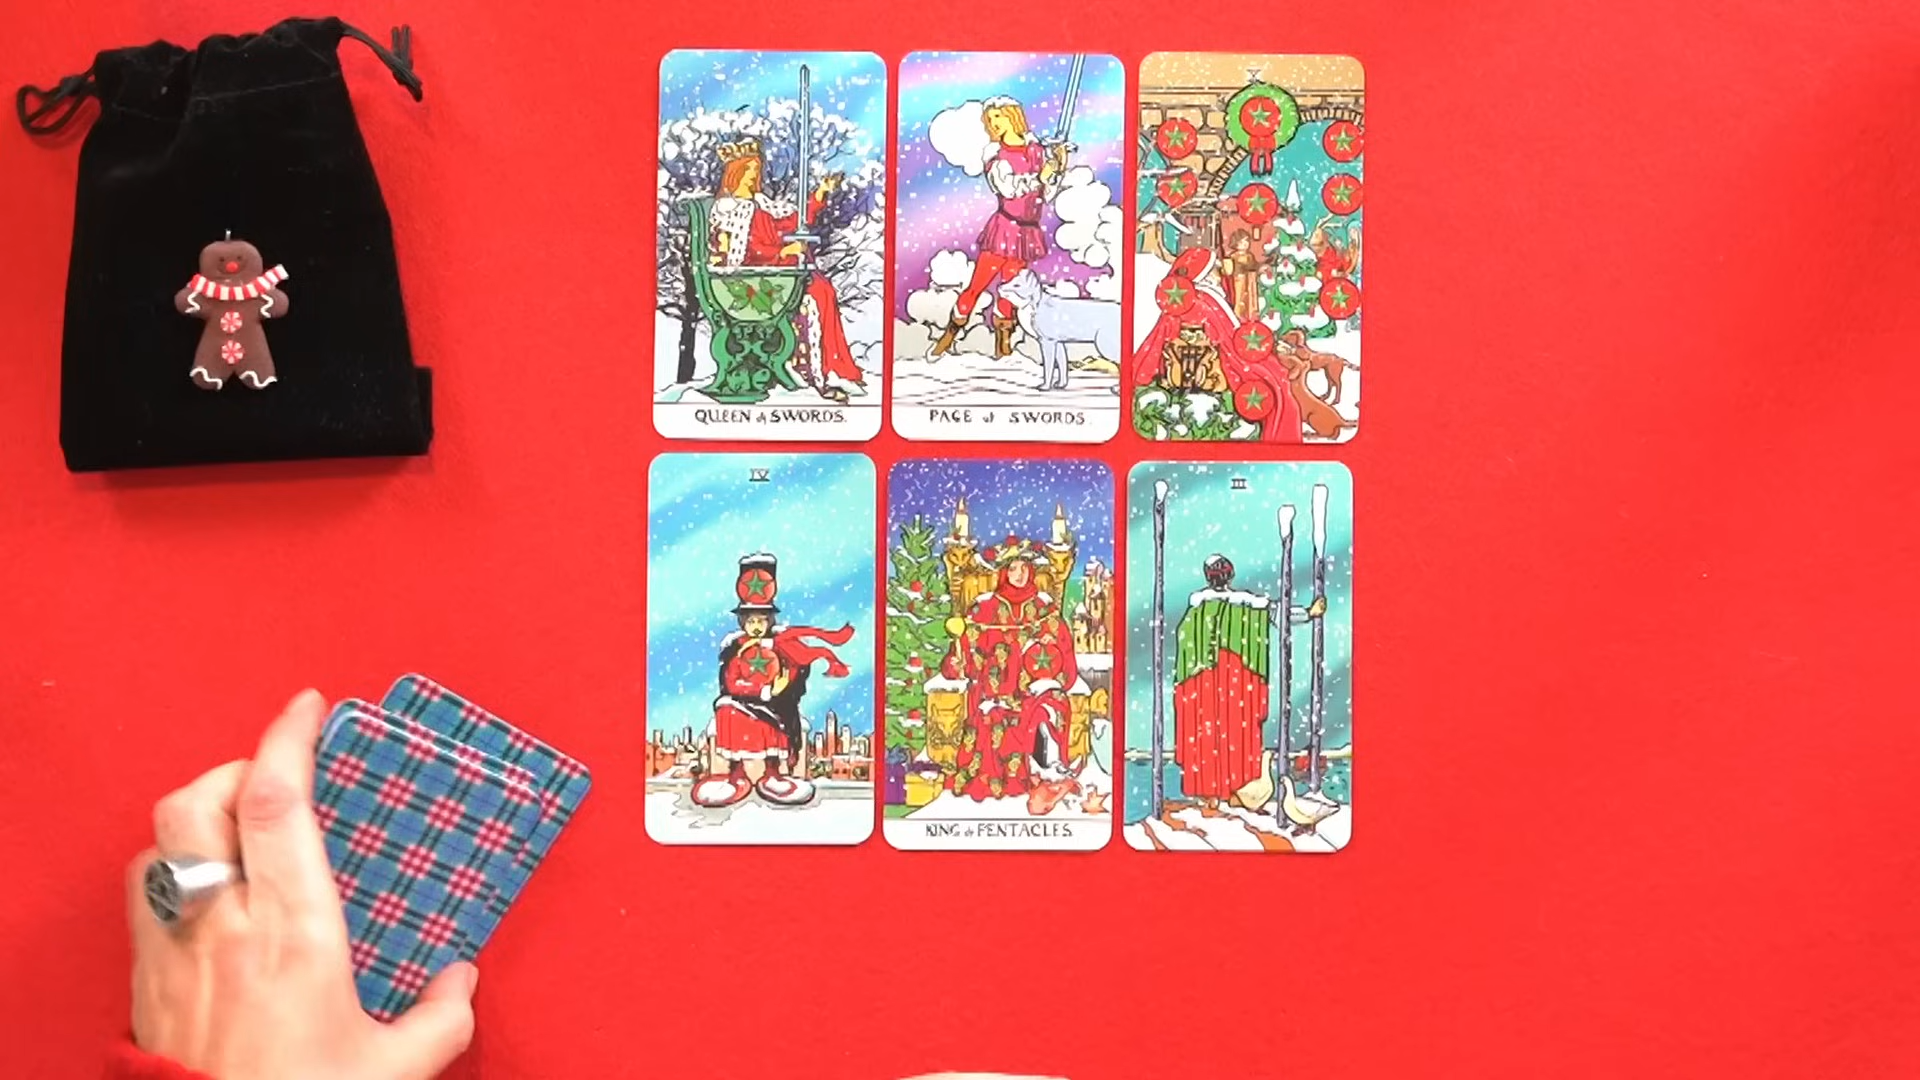 X
QUEEN of SWORDS.
PAGE of SWORDS.
IV
III
KING of PENTACLES.